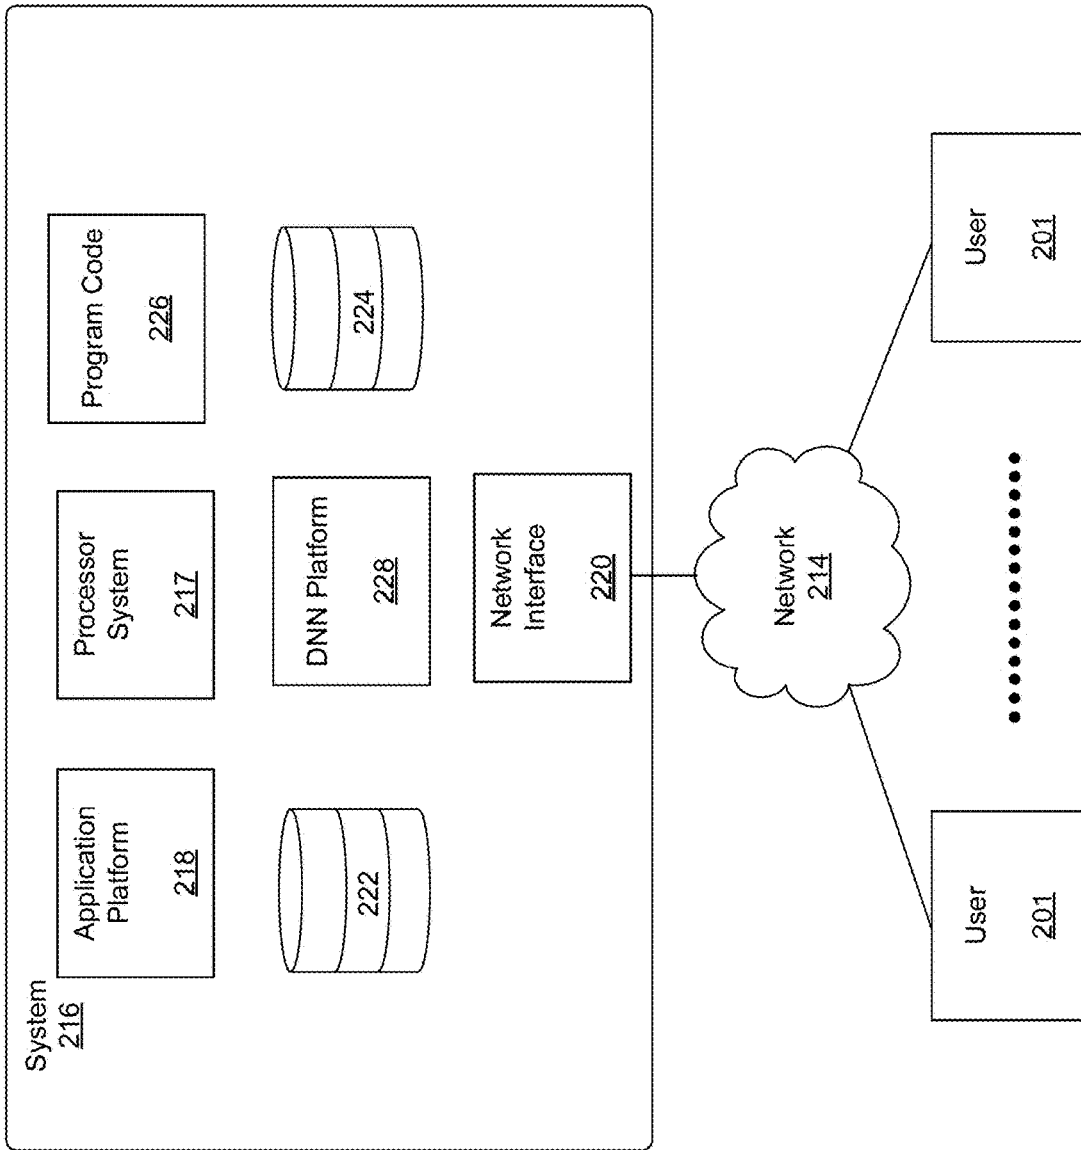 System
216
Application
Platform
218
Processor
System
217
Program Code
226
222
DNN Platform
228
224
Network
Interface
220
Network
214
User
201
User
201